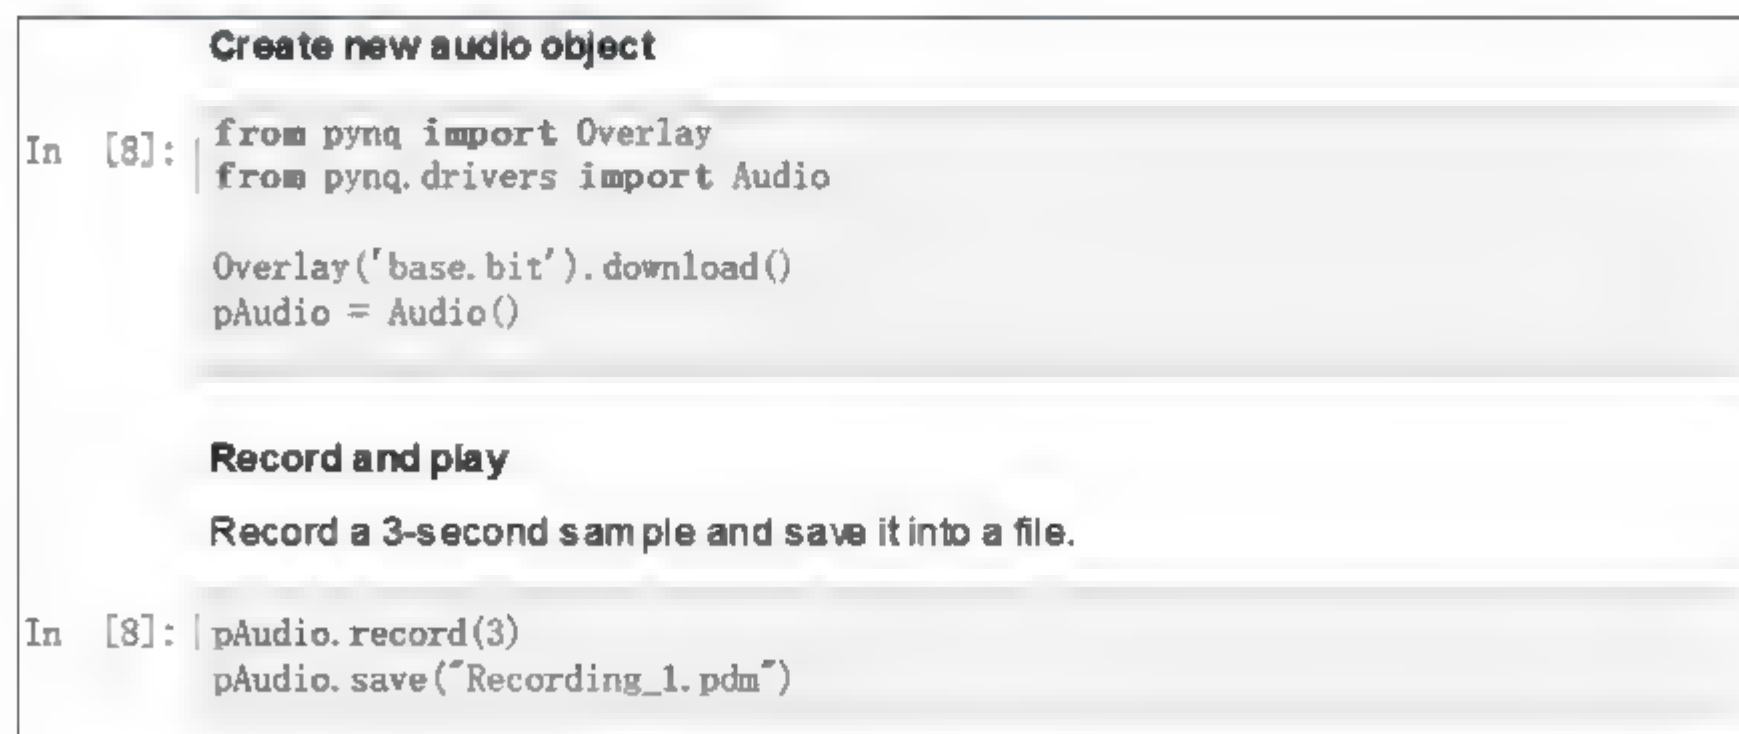 Create new audio object
In [8]: from pynq import Overlay
from pynq.drivers import Audio
Overlay('base.bit').download()
pAudio = Audio()
Record and play
Record a 3-second sample and save it into a file.
In [8]: pAudio.record(3)
pAudio.save("Recording_1.pdm")